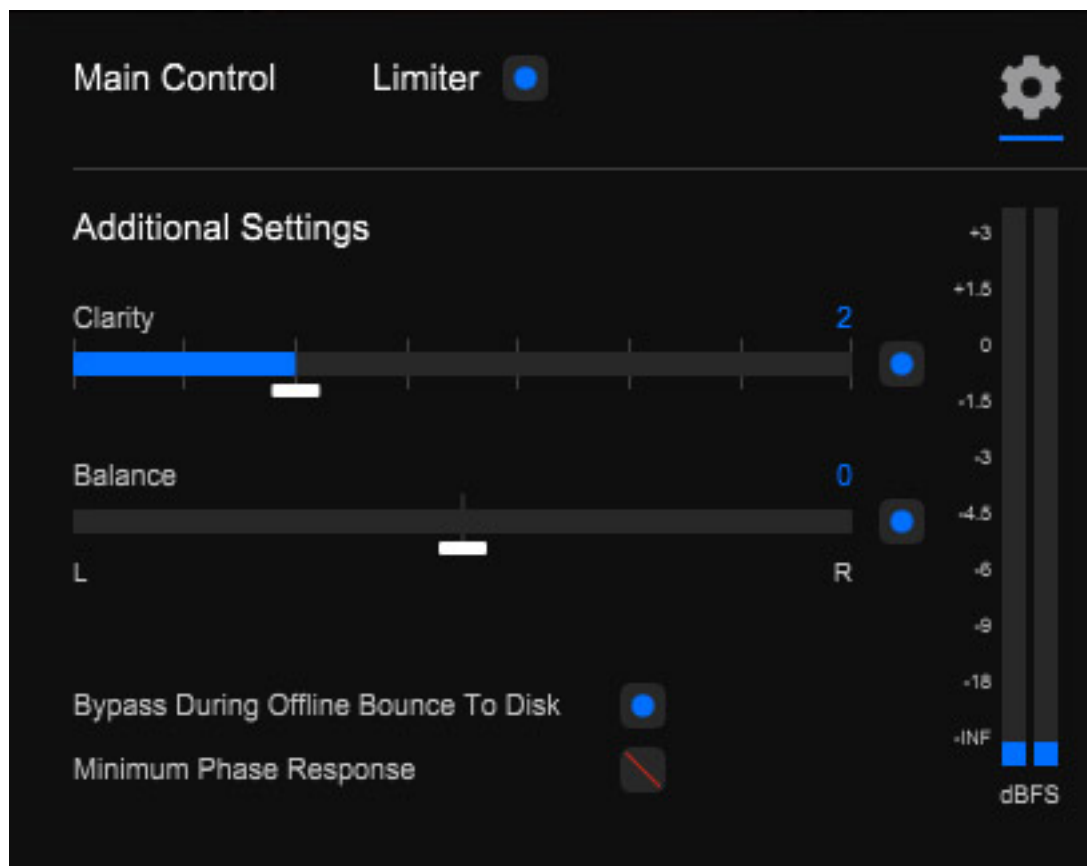 Main Control
Limiter
Additional Settings
Clarity
2
Balance
0
L
R
Bypass During Offline Bounce To Disk
Minimum Phase Response
+3
+1.5
0
-1.5
-3
-4.5
-6
-9
-18
-INF
dBFS